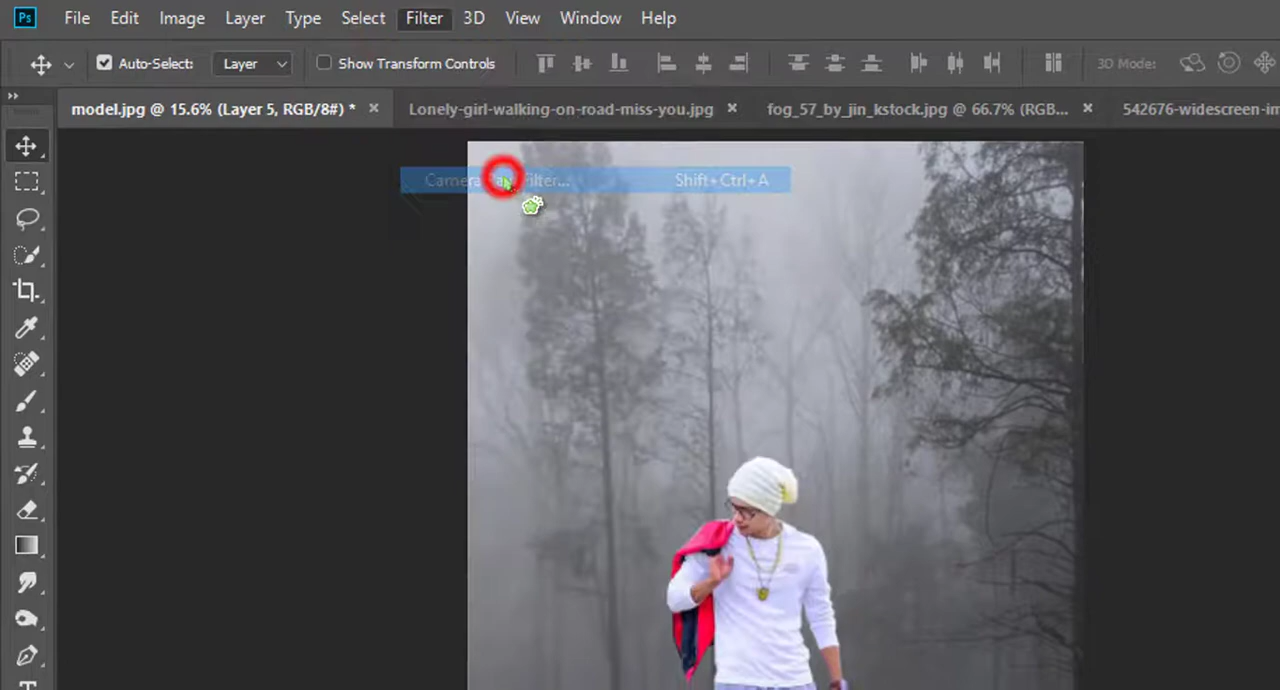 Ps File Edit Image Layer Type Select Filter 3D View Window Help
Auto-Select: Layer Show Transform Controls 3D Mode:
model.jpg @ 15.6% (Layer 5, RGB/8#) * × Lonely-girl-walking-on-road-miss-you.jpg × fog_57_by_jin_kstock.jpg @ 66.7% (RGB... × 542676-widescreen-im
Camera Raw Filter... Shift+Ctrl+A